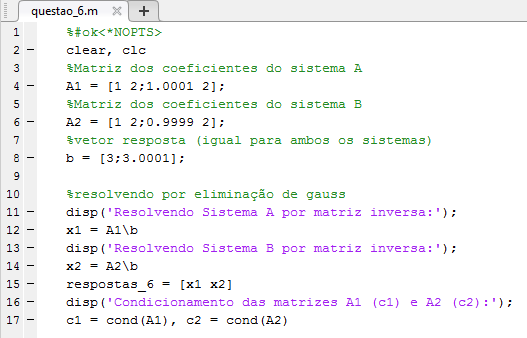 questao_6.m
1 %#ok<*NOPTS>
2 – clear, clc
3 %Matriz dos coeficientes do sistema A
4 – A1 = [1 2;1.0001 2];
5 %Matriz dos coeficientes do sistema B
6 – A2 = [1 2;0.9999 2];
7 %vetor resposta (igual para ambos os sistemas)
8 – b = [3;3.0001];
9
10 %resolvendo por eliminação de gauss
11 – disp('Resolvendo Sistema A por matriz inversa:');
12 – x1 = A1\b
13 – disp('Resolvendo Sistema B por matriz inversa:');
14 – x2 = A2\b
15 – respostas_6 = [x1 x2]
16 – disp('Condicionamento das matrizes A1 (c1) e A2 (c2):');
17 – c1 = cond(A1), c2 = cond(A2)